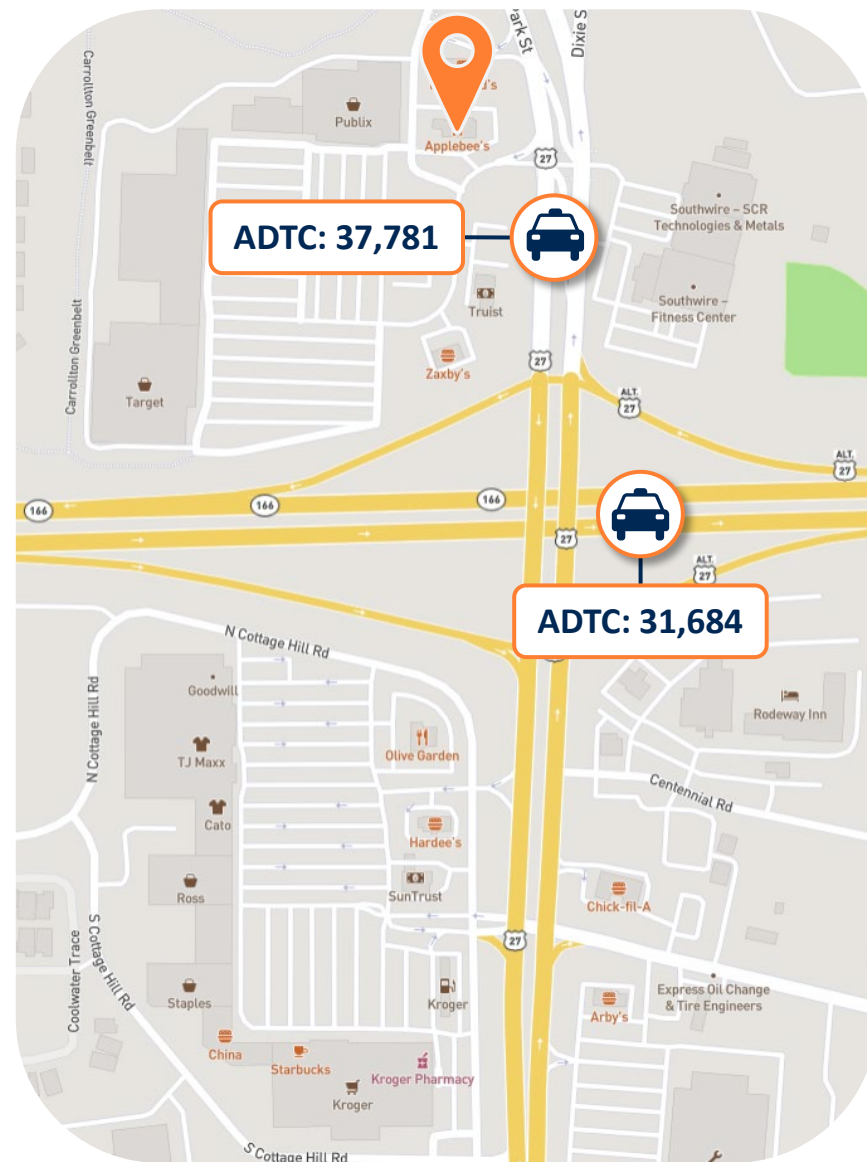 Park St
Dixie S
Carrollton Greenbelt
Publix
Applebee's
27
Southwire – SCR
Technologies & Metals
ADTC: 37,781
Truist
Southwire –
Fitness Center
Zaxby's
27
Carrollton Greenbelt
Target
ALT.
27
ALT.
27
166
166
166
27
ALT.
27
ADTC: 31,684
N Cottage Hill Rd
Goodwill
N Cottage Hill Rd
Rodeway Inn
TJ Maxx
Olive Garden
Centennial Rd
Cato
Hardee's
Ross
SunTrust
Chick-fil-A
27
S Cottage Hill Rd
Coolwater Trace
Staples
Kroger
Express Oil Change
& Tire Engineers
Arby's
China
Starbucks
Kroger Pharmacy
Kroger
S Cottage Hill Rd